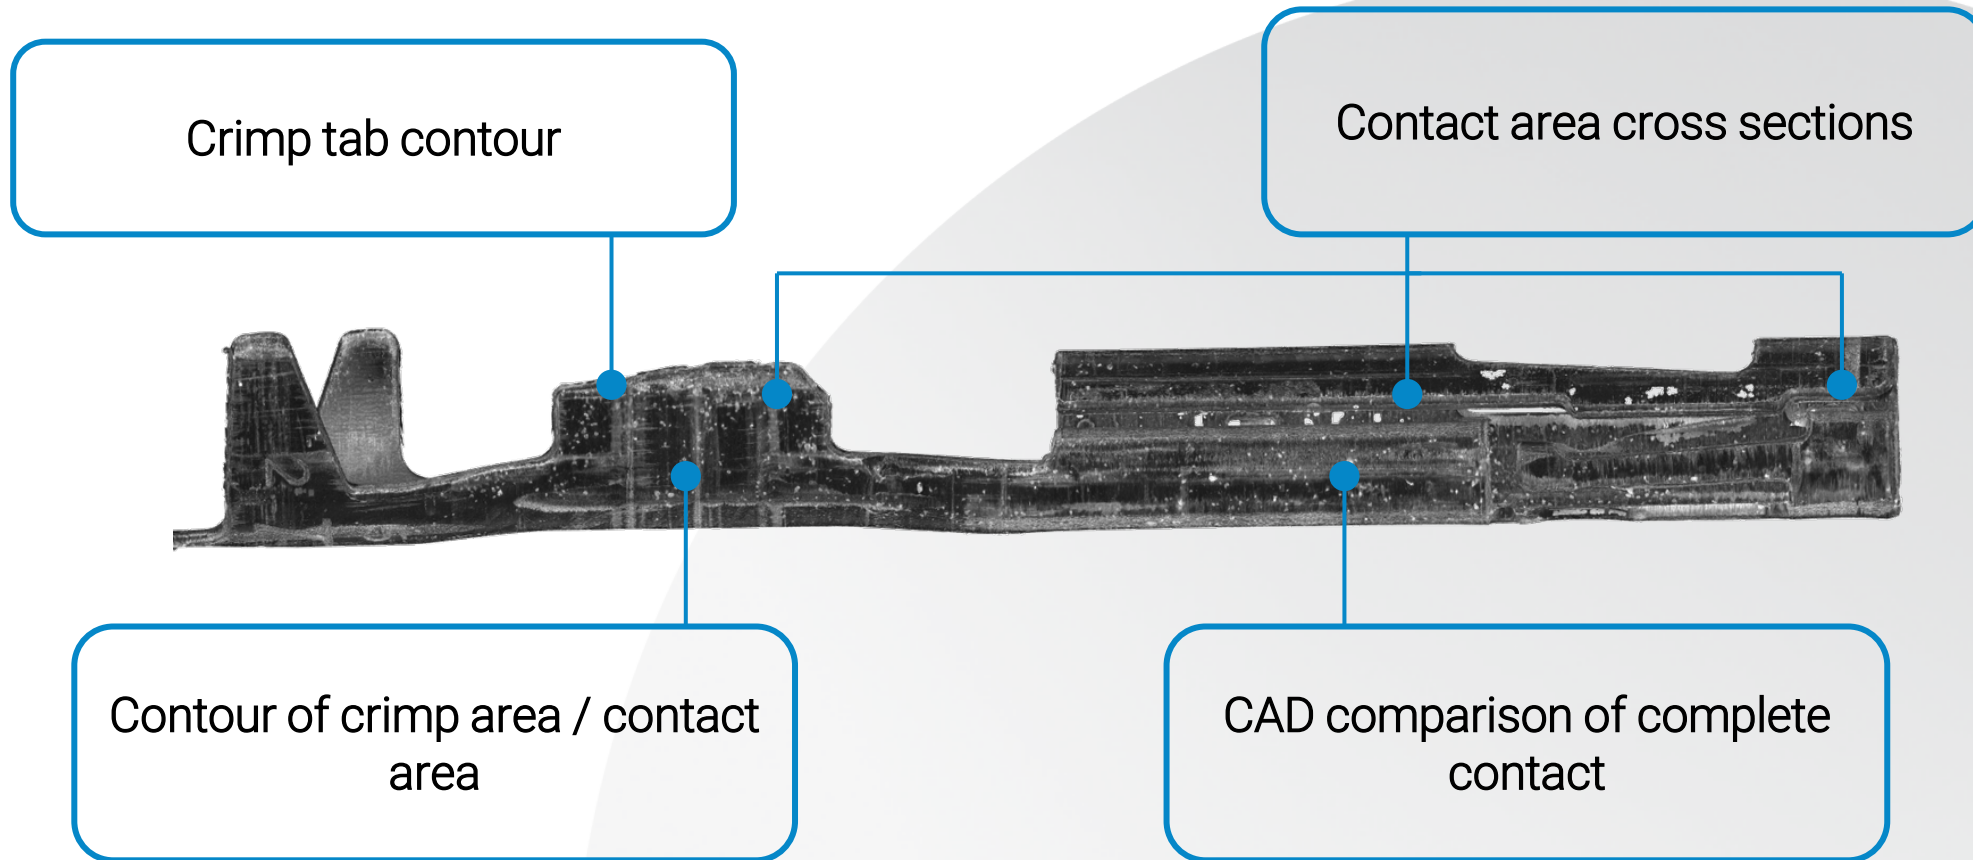 Crimp tab contour
Contact area cross sections
Contour of crimp area / contact
area
CAD comparison of complete
contact